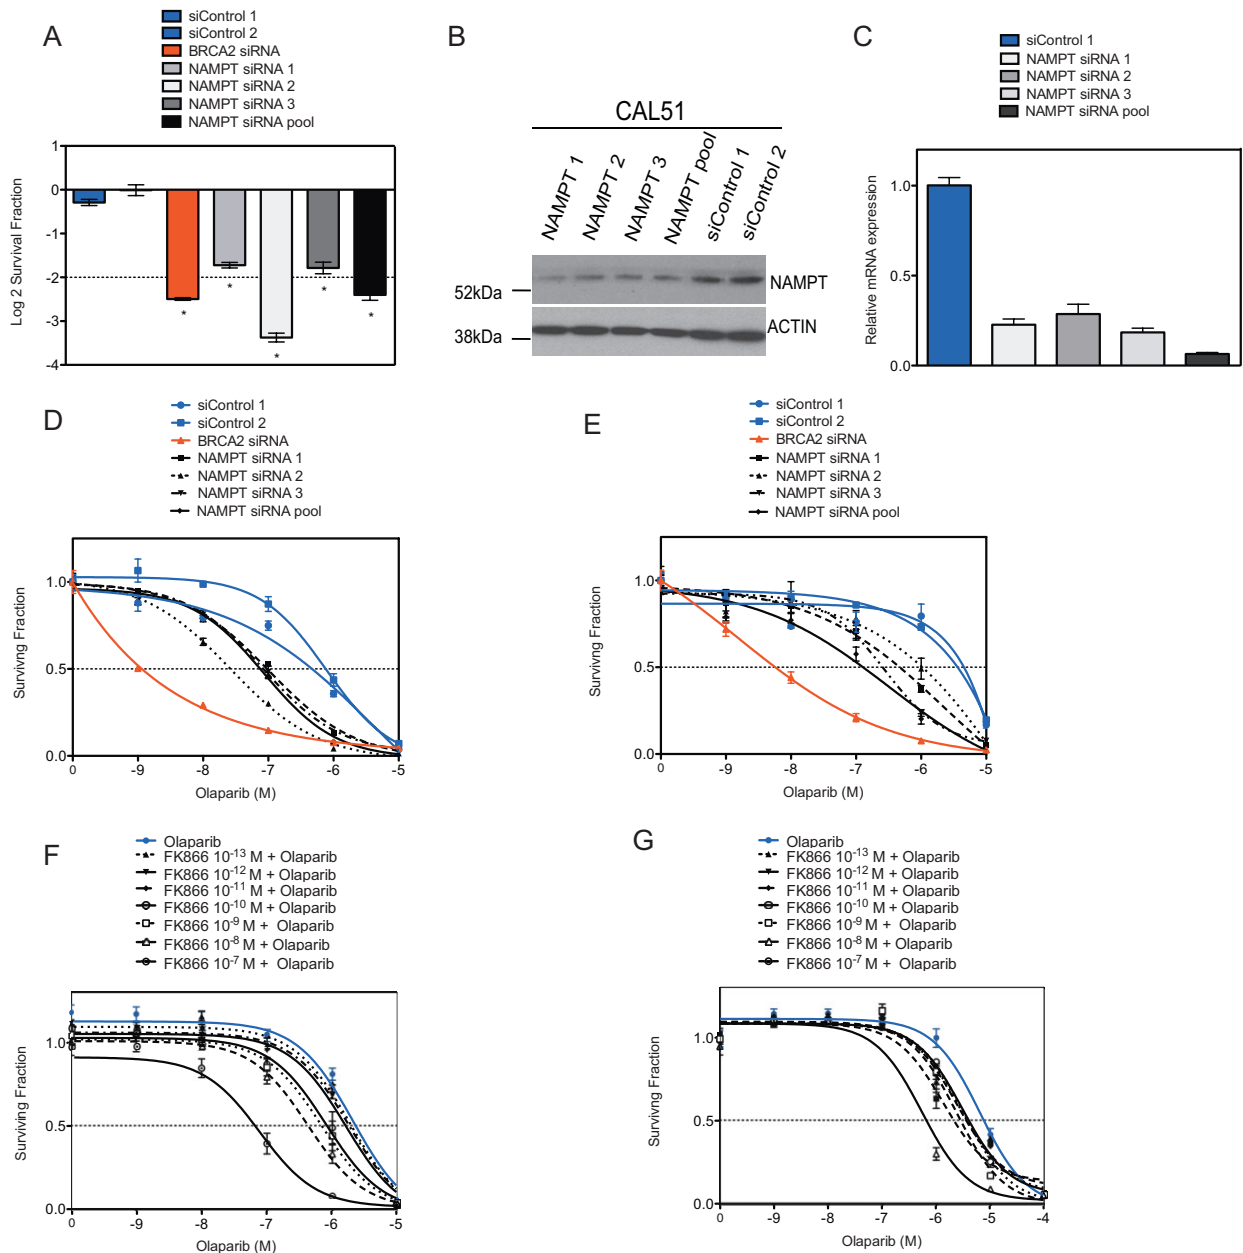 A
siControl 1
siControl 2
BRCA2 siRNA
NAMPT siRNA 1
NAMPT siRNA 2
NAMPT siRNA 3
NAMPT siRNA pool
Log 2 Survival Fraction
1
0
-1
-2
-3
-4
* * * * *
B
CAL51
NAMPT 1
NAMPT 2
NAMPT 3
NAMPT pool
siControl 1
siControl 2
52kDa
NAMPT
38kDa
ACTIN
C
siControl 1
NAMPT siRNA 1
NAMPT siRNA 2
NAMPT siRNA 3
NAMPT siRNA pool
Relative mRNA expression
1.0
0.5
0.0
D
siControl 1
siControl 2
BRCA2 siRNA
NAMPT siRNA 1
NAMPT siRNA 2
NAMPT siRNA 3
NAMPT siRNA pool
Survivng Fraction
1.0
0.5
0.0
0 -9 -8 -7 -6 -5
Olaparib (M)
E
siControl 1
siControl 2
BRCA2 siRNA
NAMPT siRNA 1
NAMPT siRNA 2
NAMPT siRNA 3
NAMPT siRNA pool
Survivng Fraction
1.0
0.5
0.0
0 -9 -8 -7 -6 -5
Olaparib (M)
F
Olaparib
FK866 10-13 M + Olaparib
FK866 10-12 M + Olaparib
FK866 10-11 M + Olaparib
FK866 10-10 M + Olaparib
FK866 10-9 M + Olaparib
FK866 10-8 M + Olaparib
FK866 10-7 M + Olaparib
Surviving Fraction
1.0
0.5
0.0
0 -9 -8 -7 -6 -5
Olaparib (M)
G
Olaparib
FK866 10-13 M + Olaparib
FK866 10-12 M + Olaparib
FK866 10-11 M + Olaparib
FK866 10-10 M + Olaparib
FK866 10-9 M + Olaparib
FK866 10-8 M + Olaparib
FK866 10-7 M + Olaparib
Survivng Fraction
1.0
0.5
0.0
0 -9 -8 -7 -6 -5 -4
Olaparib (M)